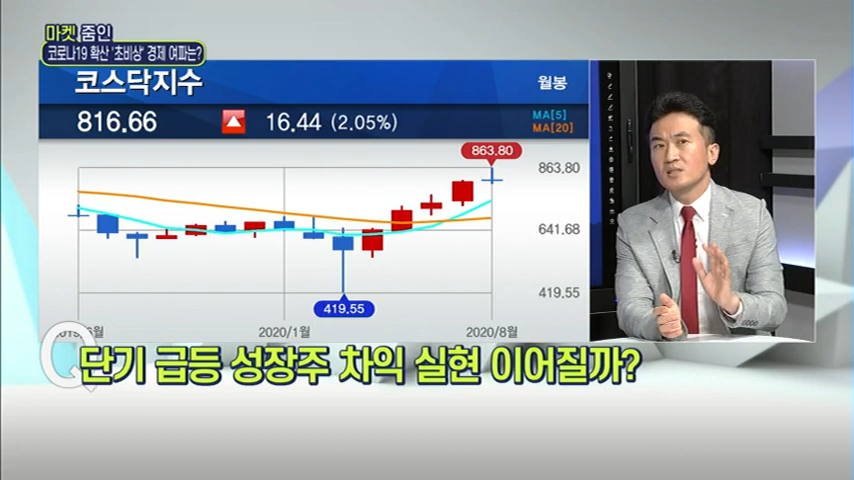 마켓 줌인
코로나19 확산 '초비상' 경제 여파는?
코스닥지수
월봉
816.66 ▲ 16.44 (2.05%)
MA[5]
MA[20]
863.80
863.80
641.68
419.55
419.55
2020/1월
2020/8월
Q 단기 급등 성장주 차익 실현 이어질까?